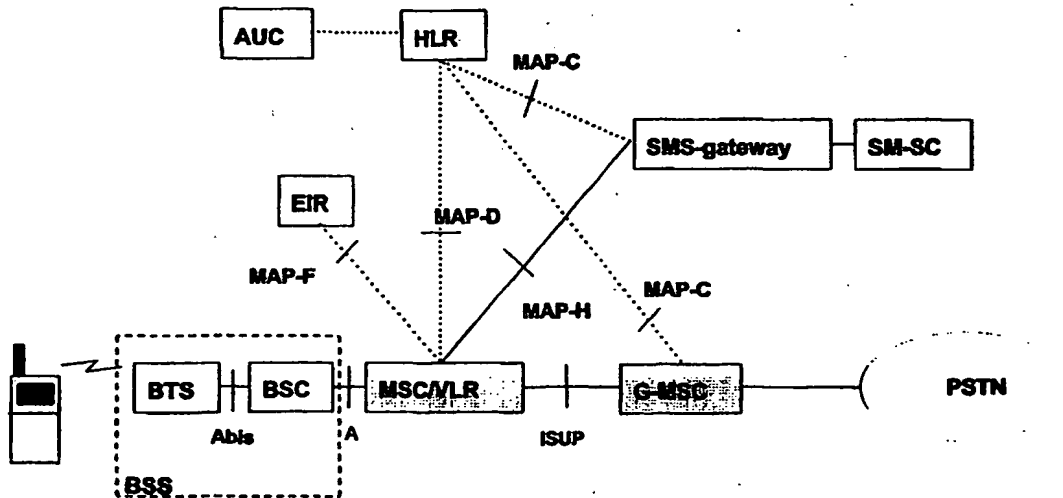 AUC
HLR
MAP-C
SMS-gateway
SM-SC
EIR
MAP-D
MAP-F
MAP-H
MAP-C
BTS
BSC
MSC/VLR
G-MSC
PSTN
Abis
A
ISUP
BSS